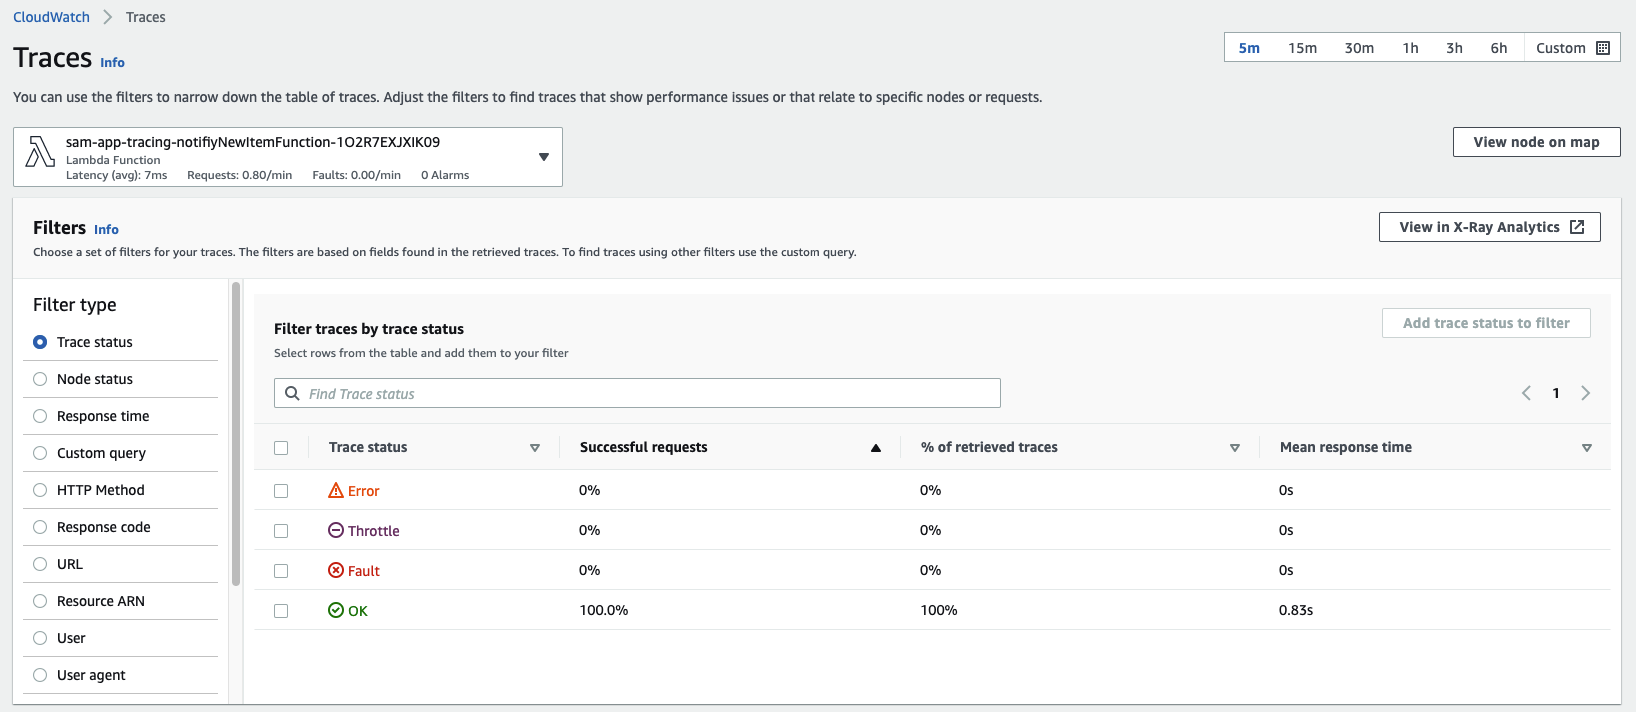 CloudWatch > Traces
Traces Info
5m 15m 30m 1h 3h 6h Custom
You can use the filters to narrow down the table of traces. Adjust the filters to find traces that show performance issues or that relate to specific nodes or requests.
sam-app-tracing-notifiyNewItemFunction-1O2R7EXJXIK09
Lambda Function
Latency (avg): 7ms Requests: 0.80/min Faults: 0.00/min 0 Alarms
View node on map
Filters Info
Choose a set of filters for your traces. The filters are based on fields found in the retrieved traces. To find traces using other filters use the custom query.
View in X-Ray Analytics
Filter type
Trace status
Node status
Response time
Custom query
HTTP Method
Response code
URL
Resource ARN
User
User agent
Filter traces by trace status
Select rows from the table and add them to your filter
Add trace status to filter
Find Trace status
1
Trace status Successful requests % of retrieved traces Mean response time
Error 0% 0% 0s
Throttle 0% 0% 0s
Fault 0% 0% 0s
OK 100.0% 100% 0.83s